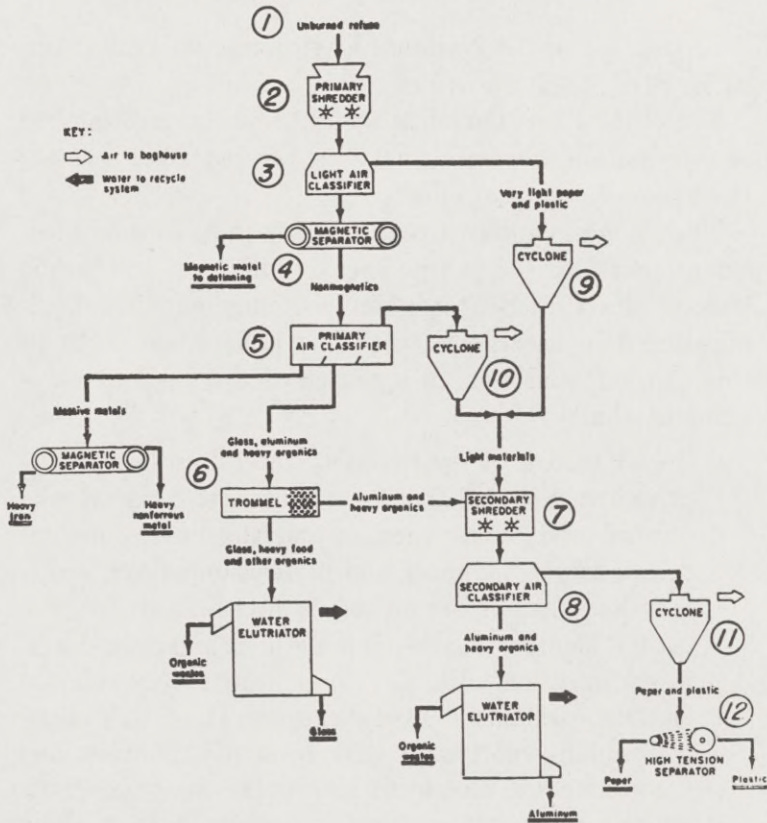 1
Unburned refuse
2
PRIMARY
SHREDDER
KEY:
Air to baghouse
Water to recycle
system
3
LIGHT AIR
CLASSIFIER
Very light paper
and plastic
MAGNETIC
SEPARATOR
4
Magnetic metal
to detinning
Nonmagnetics
CYCLONE
9
5
PRIMARY
AIR CLASSIFIER
CYCLONE
10
Massive metals
MAGNETIC
SEPARATOR
Heavy
iron
Heavy
nonferrous
metal
Glass, aluminum
and heavy organics
Light materials
6
TROMMEL
Aluminum and
heavy organics
SECONDARY
SHREDDER
7
Glass, heavy food
and other organics
SECONDARY AIR
CLASSIFIER
8
CYCLONE
11
WATER
ELUTRIATOR
Organic
wastes
Glass
Aluminum and
heavy organics
Paper and plastic
12
WATER
ELUTRIATOR
Organic
wastes
Aluminum
HIGH TENSION
SEPARATOR
Paper
Plastic